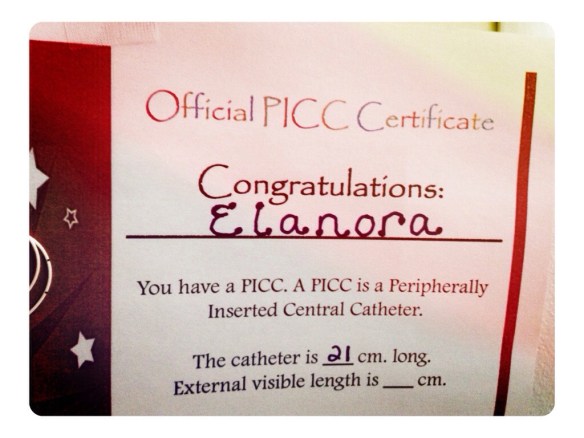 Official PICC Certificate
Congratulations:
Elanora
You have a PICC. A PICC is a Peripherally
Inserted Central Catheter.
The catheter is 21 cm. long.
External visible length is ___ cm.